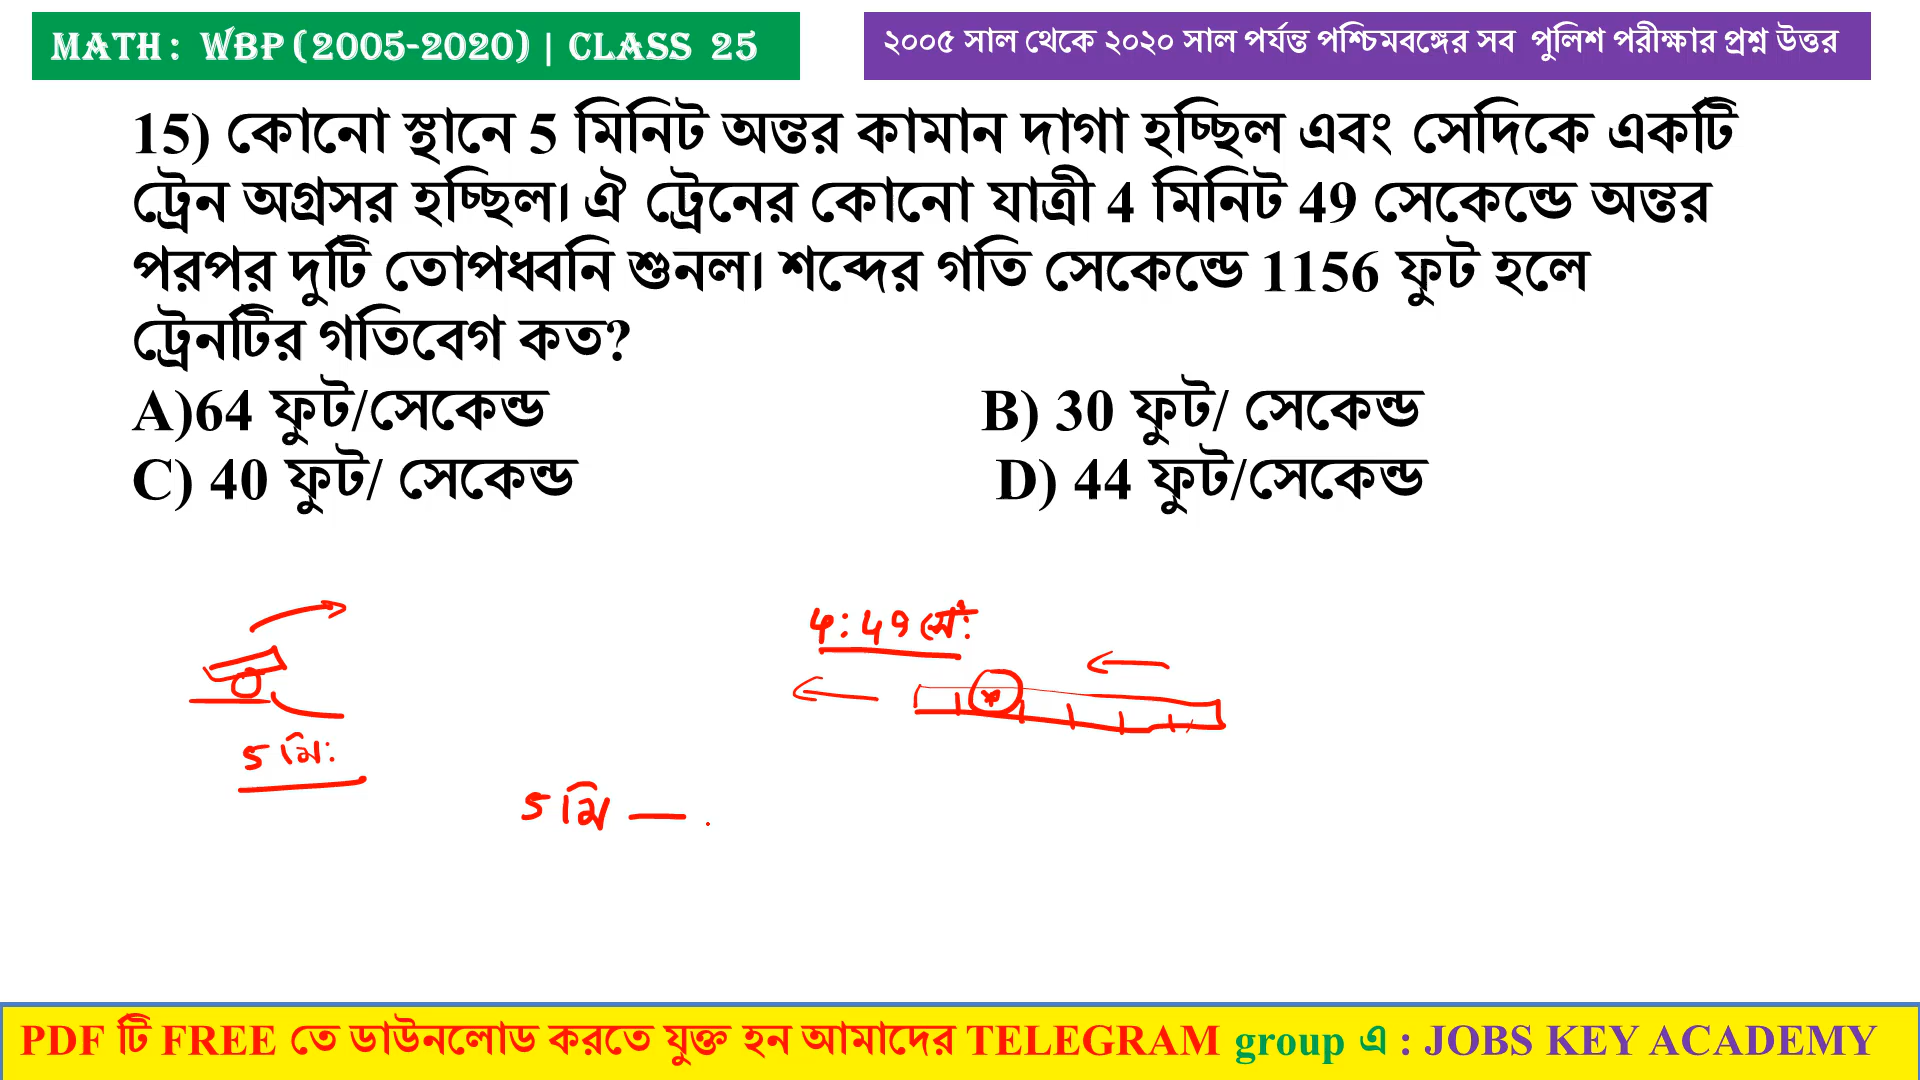 MATH : WBP (2005-2020) | CLASS 25
২০০৫ সাল থেকে ২০২০ সাল পর্যন্ত পশ্চিমবঙ্গের সব পুলিশ পরীক্ষার প্রশ্ন উত্তর
15) কোনো স্থানে 5 মিনিট অন্তর কামান দাগা হচ্ছিল এবং সেদিকে একটি
ট্রেন অগ্রসর হচ্ছিল। ঐ ট্রেনের কোনো যাত্রী 4 মিনিট 49 সেকেন্ডে অন্তর
পরপর দুটি তোপধ্বনি শুনল। শব্দের গতি সেকেন্ডে 1156 ফুট হলে
ট্রেনটির গতিবেগ কত?
A)64 ফুট/সেকেন্ড B) 30 ফুট/ সেকেন্ড
C) 40 ফুট/ সেকেন্ড D) 44 ফুট/সেকেন্ড
4:49 সে:
5 মি:
5 মি —
PDF টি FREE তে ডাউনলোড করতে যুক্ত হন আমাদের TELEGRAM group এ : JOBS KEY ACADEMY